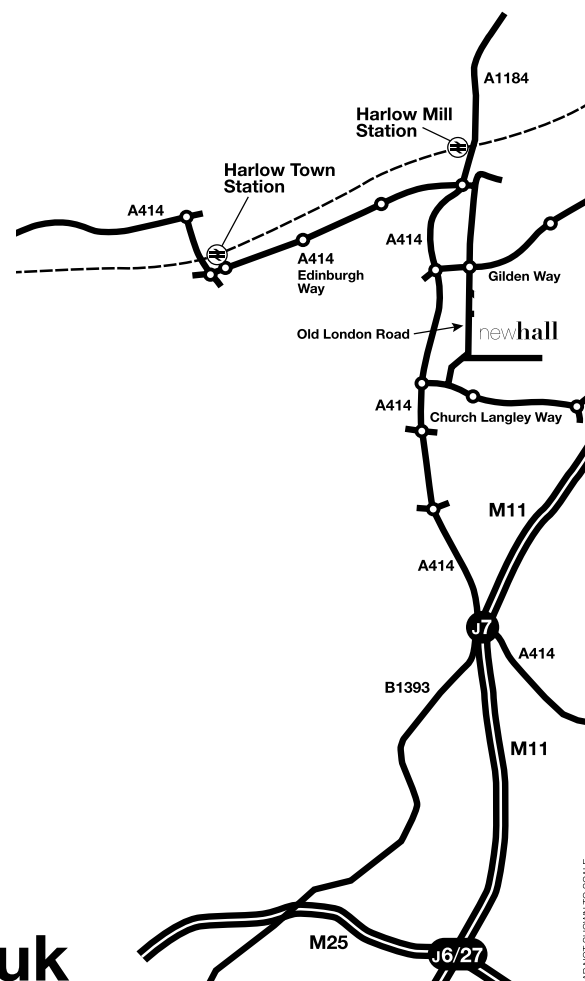 A1184
Harlow Mill
Station
Harlow Town
Station
A414
A414
A414
Edinburgh
Way
Gilden Way
Old London Road
newhall
A414
Church Langley Way
M11
A414
J7
A414
B1393
M11
M25
J6/27
uk